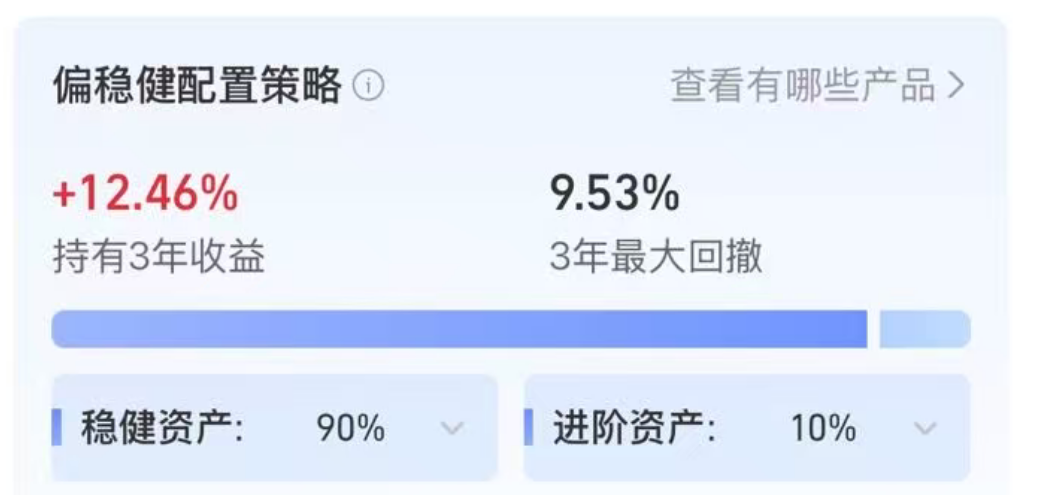 偏稳健配置策略
查看有哪些产品
+12.46%
9.53%
持有3年收益
3年最大回撤
稳健资产: 90%
进阶资产: 10%